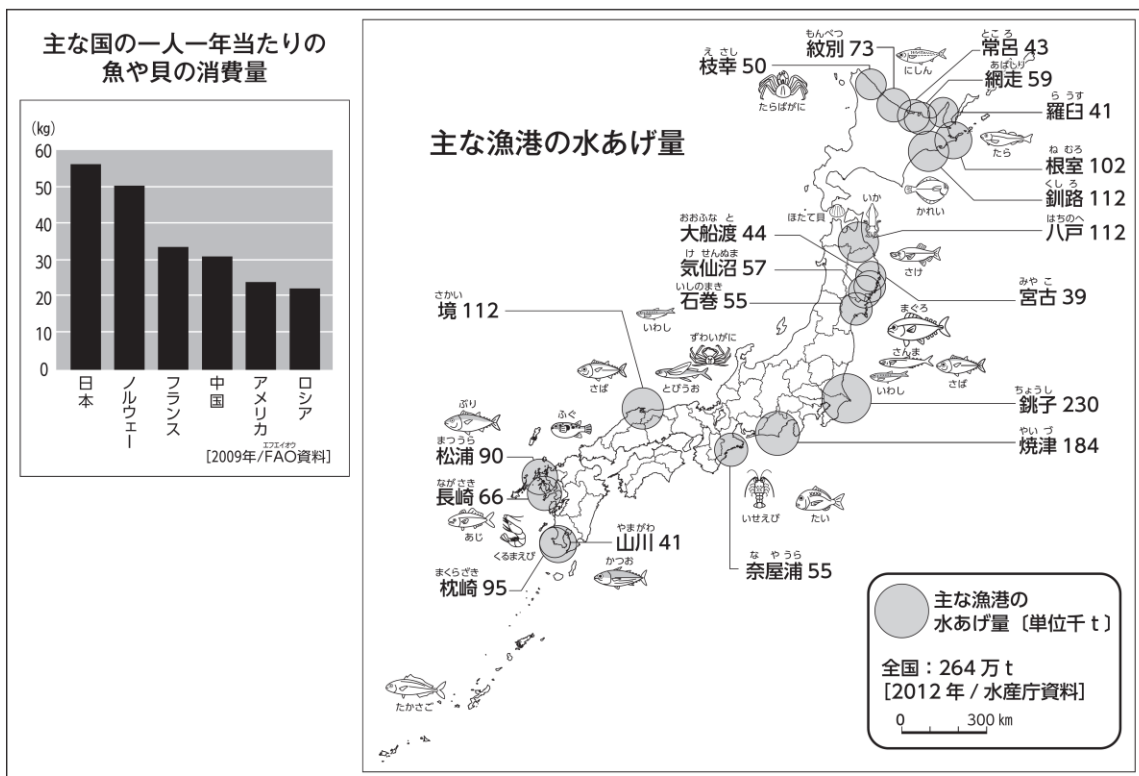 主な国の一人一年当たりの
魚や貝の消費量
(kg)
60
50
40
30
20
10
0
日本
ノルウェー
フランス
中国
アメリカ
ロシア
エフエイオウ
[2009年/FAO資料]
主な漁港の水あげ量
えさし
枝幸 50
もんべつ
紋別 73
ところ
常呂 43
あばしり
網走 59
らうす
羅臼 41
ねむろ
根室 102
くしろ
釧路 112
はちのへ
八戸 112
みやこ
宮古 39
おおふなと
大船渡 44
けせんぬま
気仙沼 57
いしのまき
石巻 55
ちょうし
銚子 230
やいづ
焼津 184
なやうら
奈屋浦 55
さかい
境 112
まつうら
松浦 90
ながさき
長崎 66
やまがわ
山川 41
まくらざき
枕崎 95
にしん
たらばがに
たら
かれい
いか
ほたて貝
さけ
まぐろ
さんま
いわし
さば
いわし
ずわいがに
さば
とびうお
ぶり
ふぐ
いせえび
たい
あじ
くるまえび
かつお
たかさご
主な漁港の
水あげ量〔単位千t〕
全国:264万t
[2012年/水産庁資料]
0 300 km